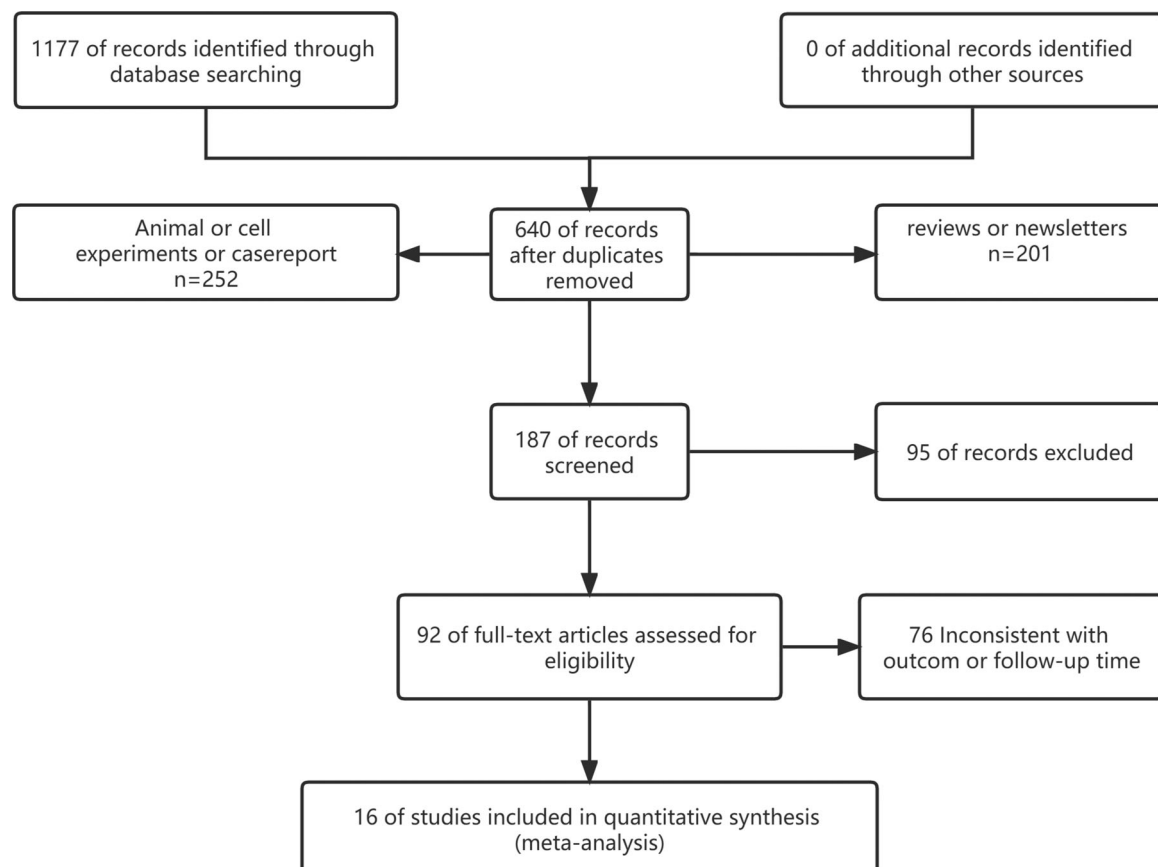 1177 of records identified through
database searching
0 of additional records identified
through other sources
Animal or cell
experiments or casereport
n=252
640 of records
after duplicates
removed
reviews or newsletters
n=201
187 of records
screened
95 of records excluded
92 of full-text articles assessed for
eligibility
76 Inconsistent with
outcom or follow-up time
16 of studies included in quantitative synthesis
(meta-analysis)